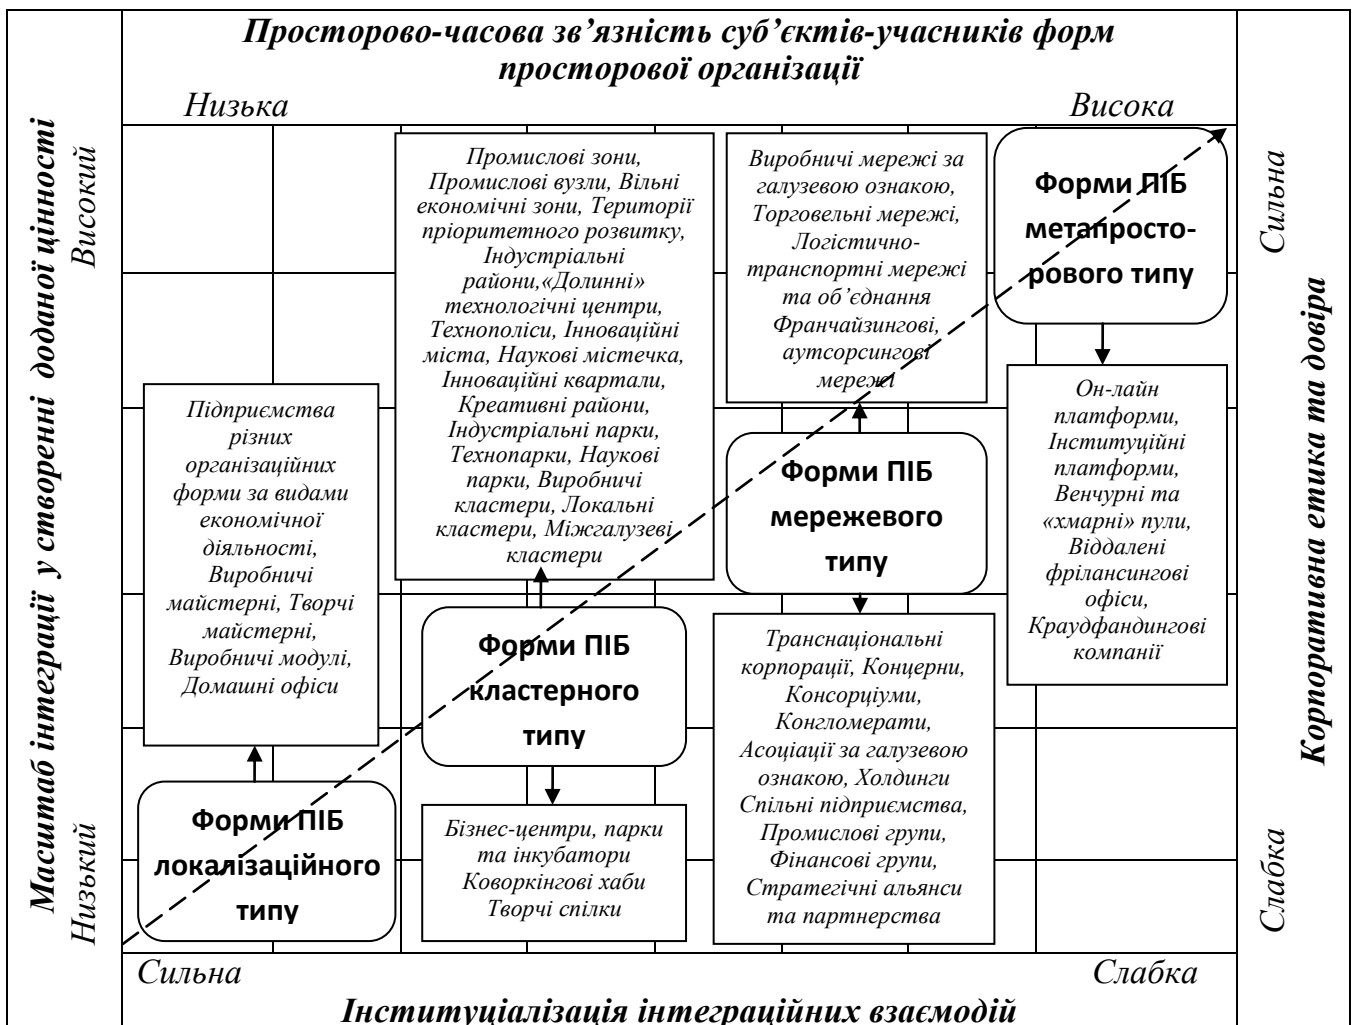 Просторово-часова зв’язність суб’єктів-учасників форм
просторової організації
Низька
Висока
Масштаб інтеграції у створенні доданої цінності
Високий
Низький
Підприємства
різних
організаційних
форми за видами
економічної
діяльності,
Виробничі
майстерні, Творчі
майстерні,
Виробничі модулі,
Домашні офіси
Форми ПІБ
локалізаційного
типу
Промислові зони,
Промислові вузли, Вільні
економічні зони, Території
пріоритетного розвитку,
Індустріальні
райони,«Долинні»
технологічні центри,
Технополіси, Інноваційні
міста, Наукові містечка,
Інноваційні квартали,
Креативні райони,
Індустріальні парки,
Технопарки, Наукові
парки, Виробничі
кластери, Локальні
кластери, Міжгалузеві
кластери
Форми ПІБ
кластерного
типу
Бізнес-центри, парки
та інкубатори
Коворкінгові хаби
Творчі спілки
Виробничі мережі за
галузевою ознакою,
Торговельні мережі,
Логістично-
транспортні мережі
та об’єднання
Франчайзингові,
аутсорсингові
мережі
Форми ПІБ
мережевого
типу
Транснаціональні
корпорації, Концерни,
Консорціуми,
Конгломерати,
Асоціації за галузевою
ознакою, Холдинги
Спільні підприємства,
Промислові групи,
Фінансові групи,
Стратегічні альянси
та партнерства
Форми ПІБ
метапросто-
рового типу
Он-лайн
платформи,
Інституційні
платформи,
Венчурні та
«хмарні» пули,
Віддалені
фрілансингові
офіси,
Краудфандингові
компанії
Сильна
Слабка
Корпоративна етика та довіра
Сильна
Слабка
Інституціалізація інтеграційних взаємодій